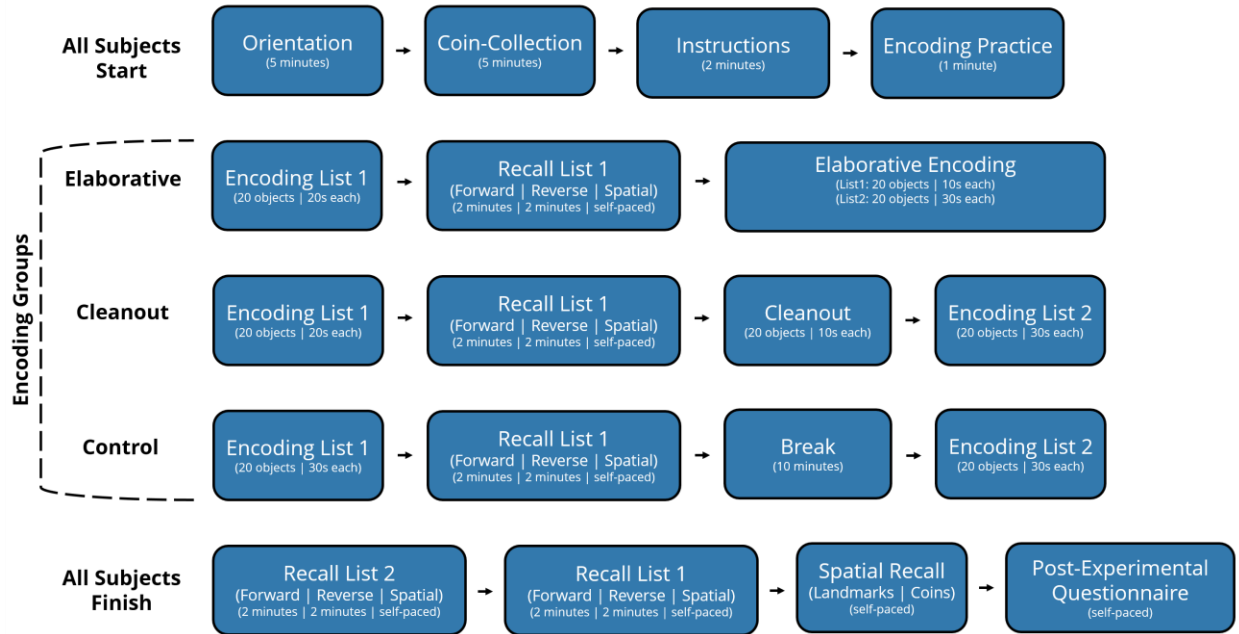 All Subjects
Start
Orientation
(5 minutes)
Coin-Collection
(5 minutes)
Instructions
(2 minutes)
Encoding Practice
(1 minute)
Encoding Groups
Elaborative
Encoding List 1
(20 objects | 20s each)
Recall List 1
(Forward | Reverse | Spatial)
(2 minutes | 2 minutes | self-paced)
Elaborative Encoding
(List1: 20 objects | 10s each)
(List2: 20 objects | 30s each)
Cleanout
Encoding List 1
(20 objects | 20s each)
Recall List 1
(Forward | Reverse | Spatial)
(2 minutes | 2 minutes | self-paced)
Cleanout
(20 objects | 10s each)
Encoding List 2
(20 objects | 30s each)
Control
Encoding List 1
(20 objects | 30s each)
Recall List 1
(Forward | Reverse | Spatial)
(2 minutes | 2 minutes | self-paced)
Break
(10 minutes)
Encoding List 2
(20 objects | 30s each)
All Subjects
Finish
Recall List 2
(Forward | Reverse | Spatial)
(2 minutes | 2 minutes | self-paced)
Recall List 1
(Forward | Reverse | Spatial)
(2 minutes | 2 minutes | self-paced)
Spatial Recall
(Landmarks | Coins)
(self-paced)
Post-Experimental
Questionnaire
(self-paced)